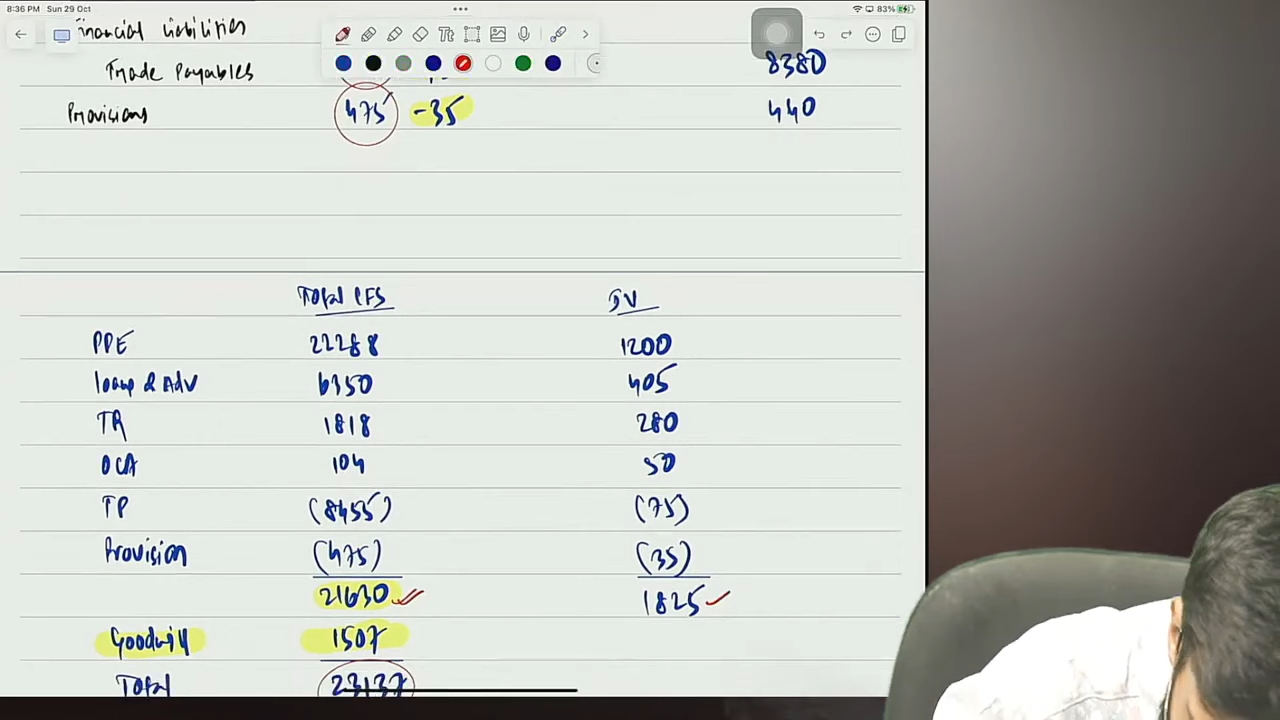 8:36 PM Sun 29 Oct 83%
Financial Liabilities
Tt
Trade Payables 8380
Provisions 475 -35 440
Total CFS JV
PPE 22288 1200
loans & Adv 6350 405
TR 1818 280
OCA 104 50
TP (8455) (75)
Provision (475) (35)
21630 1825
Goodwill 1507
Total 23137